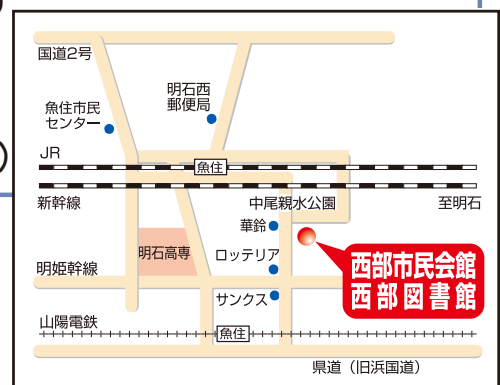 国道2号
明石西
郵便局
魚住市民
センター
JR
魚住
新幹線
中尾親水公園
至明石
華鈴
明石高専
ロッテリア
西部市民会館
西部図書館
明姫幹線
サンクス
山陽電鉄
魚住
県道（旧浜国道）